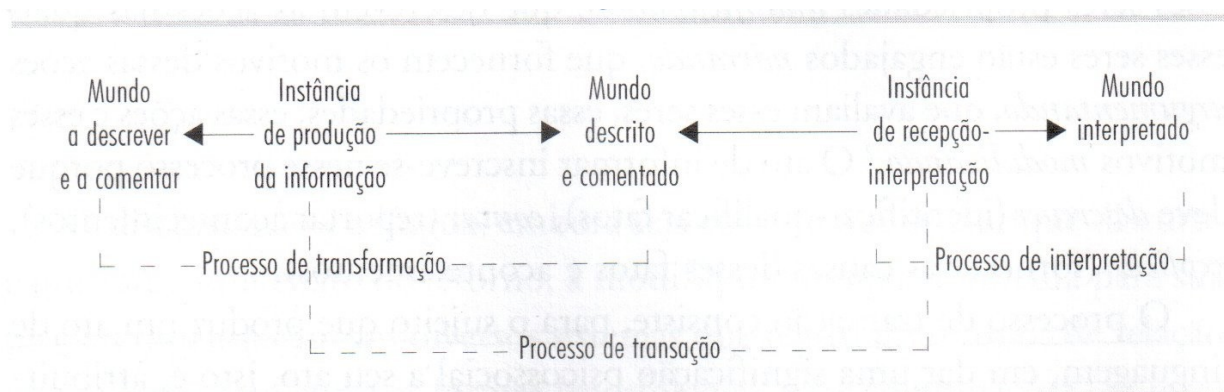 Mundo
a descrever
e a comentar
Instância
de produção
da informação
Mundo
descrito
e comentado
Instância
de recepção-
interpretação
Mundo
interpretado
Processo de transformação
Processo de interpretação
Processo de transação